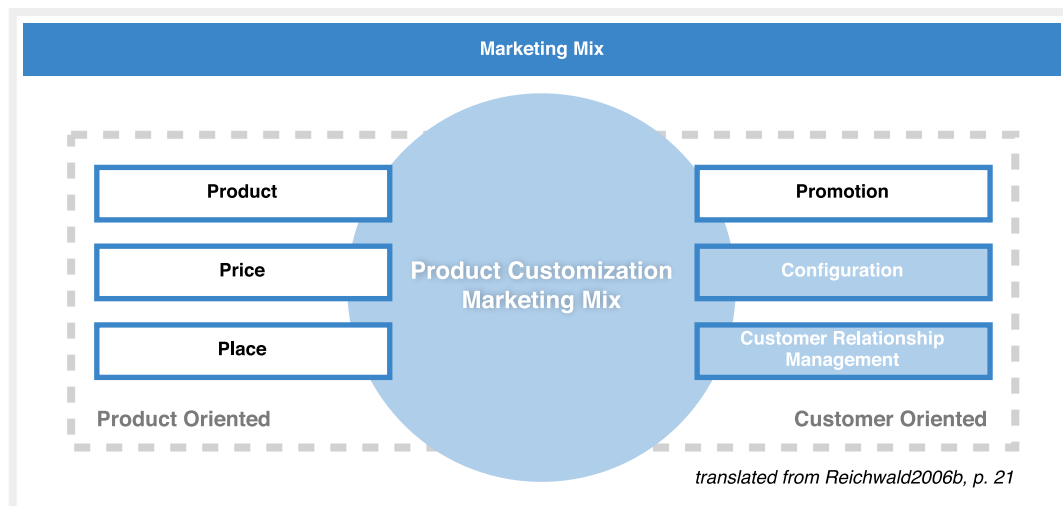 Marketing Mix
Product
Price
Place
Product Oriented
Product Customization
Marketing Mix
Promotion
Configuration
Customer Relationship
Management
Customer Oriented
translated from Reichwald2006b, p. 21